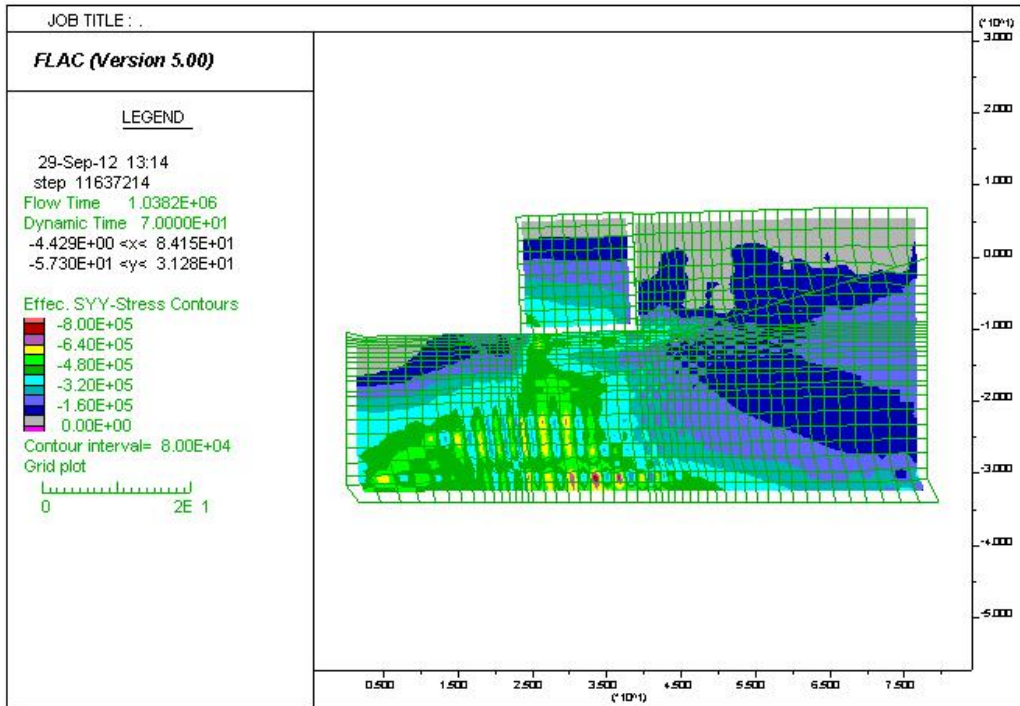 JOB TITLE : .
FLAC (Version 5.00)
LEGEND
29-Sep-12 13:14
step 11637214
Flow Time 1.0382E+06
Dynamic Time 7.0000E+01
-4.429E+00 <x< 8.415E+01
-5.730E+01 <y< 3.128E+01
Effec. SYY-Stress Contours
-8.00E+05
-6.40E+05
-4.80E+05
-3.20E+05
-1.60E+05
0.00E+00
Contour interval= 8.00E+04
Grid plot
0 2E 1
(*10^1)
3.000
2.000
1.000
0.000
-1.000
-2.000
-3.000
-4.000
-5.000
0.500 1.500 2.500 3.500 4.500 5.500 6.500 7.500
(*10^1)